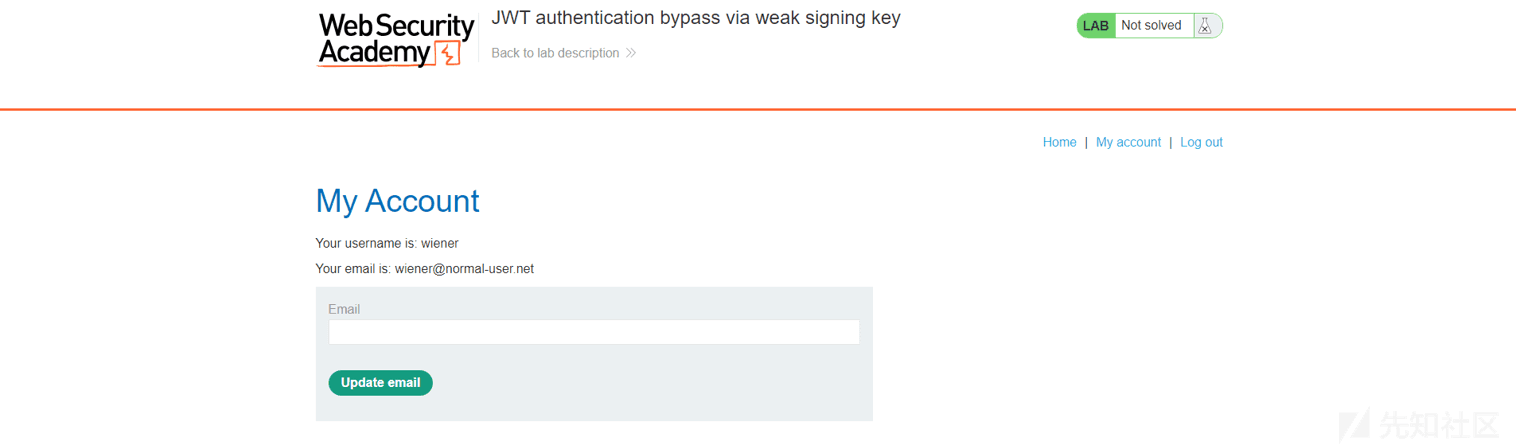 Web Security
Academy
JWT authentication bypass via weak signing key
Back to lab description
LAB Not solved
Home | My account | Log out
My Account
Your username is: wiener
Your email is: wiener@normal-user.net
Email
Update email
先知社区